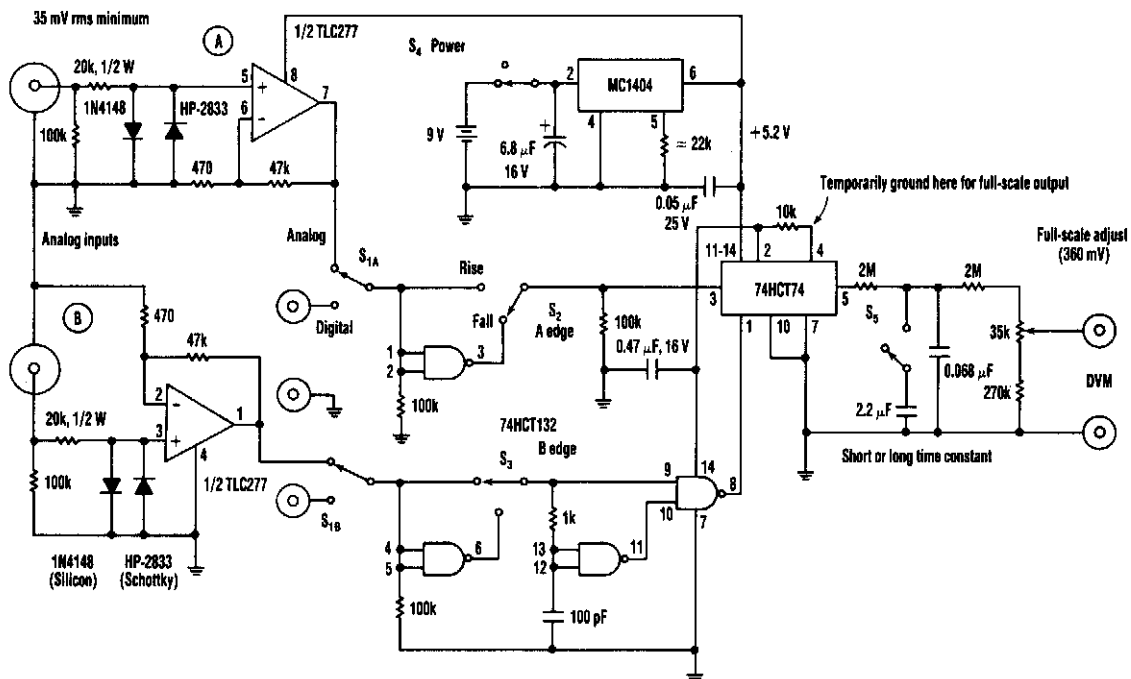 35 mV rms minimum
A
1/2 TLC277
20k, 1/2 W
1N4148
HP-2833
100k
5
+
6
-
8
7
470
47k
Analog inputs
S4 Power
9 V
+
6.8 µF
16 V
2
MC1404
6
4
5
≈ 22k
+5.2 V
0.05 µF
25 V
Temporarily ground here for full-scale output
10k
Full-scale adjust
(360 mV)
11-14
2
4
3
74HCT74
5
1
10
7
2M
2M
S5
35k
0.068 µF
270k
2.2 µF
DVM
Short or long time constant
Analog
S1A
Digital
Rise
Fall
S2
A edge
1
2
3
100k
100k
0.47 µF, 16 V
B
470
47k
2
-
3
+
1
4
20k, 1/2 W
100k
1/2 TLC277
1N4148
(Silicon)
HP-2833
(Schottky)
S1B
74HCT132
S3
B edge
4
5
6
100k
1k
13
12
11
100 pF
9
10
14
8
7